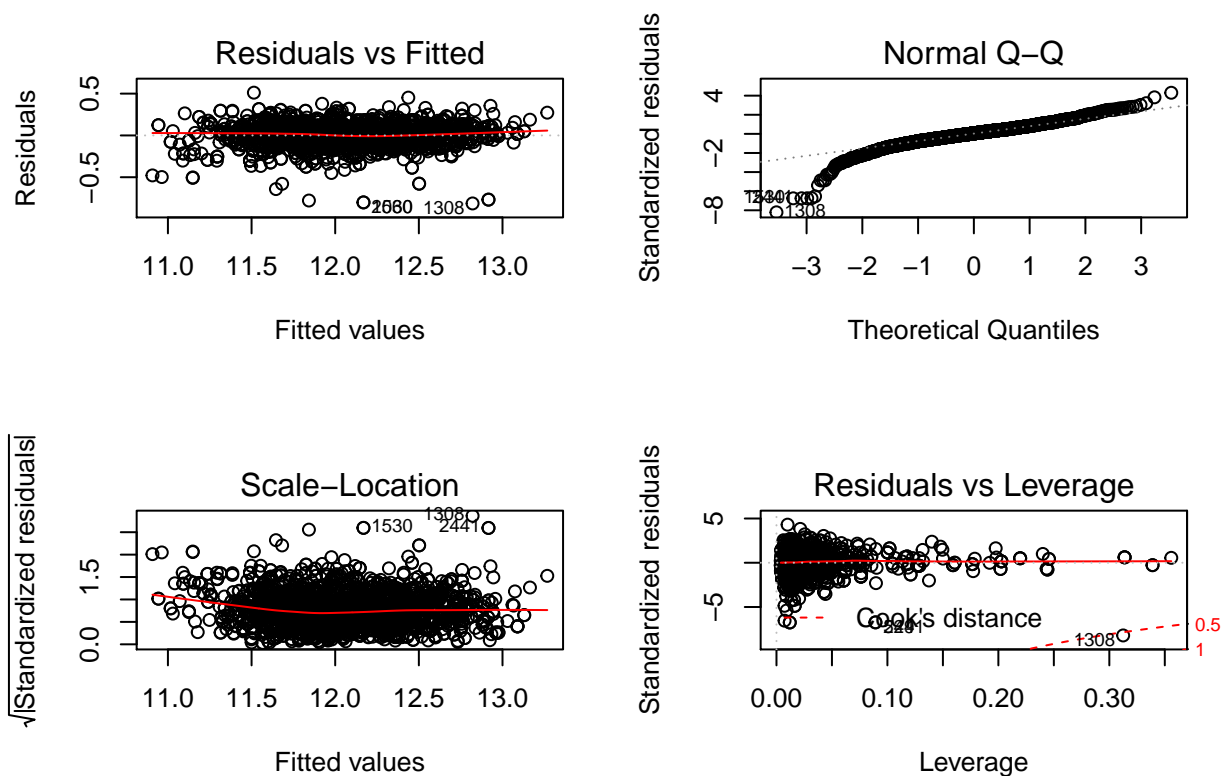 Residuals vs Fitted
Residuals
0.5
−0.5
1530
1308
11.0 11.5 12.0 12.5 13.0
Fitted values
Normal Q−Q
Standardized residuals
4
−2
−8
1308
−3 −2 −1 0 1 2 3
Theoretical Quantiles
Scale−Location
√|Standardized residuals|
1.5
0.0
1308
1530 2441
11.0 11.5 12.0 12.5 13.0
Fitted values
Residuals vs Leverage
Standardized residuals
5
−5
Cook's distance
1308
0.5
1
0.00 0.10 0.20 0.30
Leverage